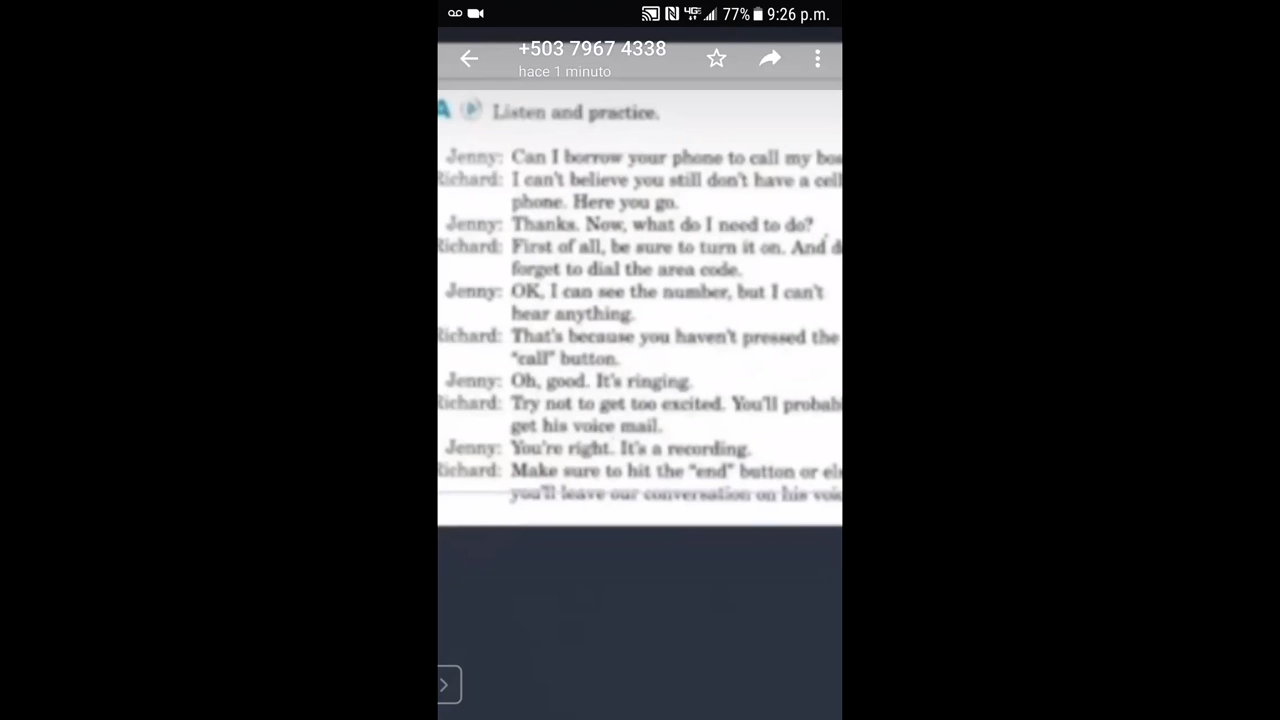 77% 9:26 p.m.
+503 7967 4338
hace 1 minuto
A Listen and practice.
Jenny: Can I borrow your phone to call my
Richard: I can't believe you still don't have a cell
phone. Here you go.
Jenny: Thanks. Now, what do I need to do?
Richard: First of all, be sure to turn it on. And
forget to dial the area code.
Jenny: OK, I can see the number, but I can't
hear anything.
Richard: That's because you haven't pressed the
"call" button.
Jenny: Oh, good. It's ringing.
Richard: Try not to get too excited. You'll
get his voice mail.
Jenny: You're right. It's a recording.
Richard: Make sure to hit the "end" button or
you'll leave our conversation on his